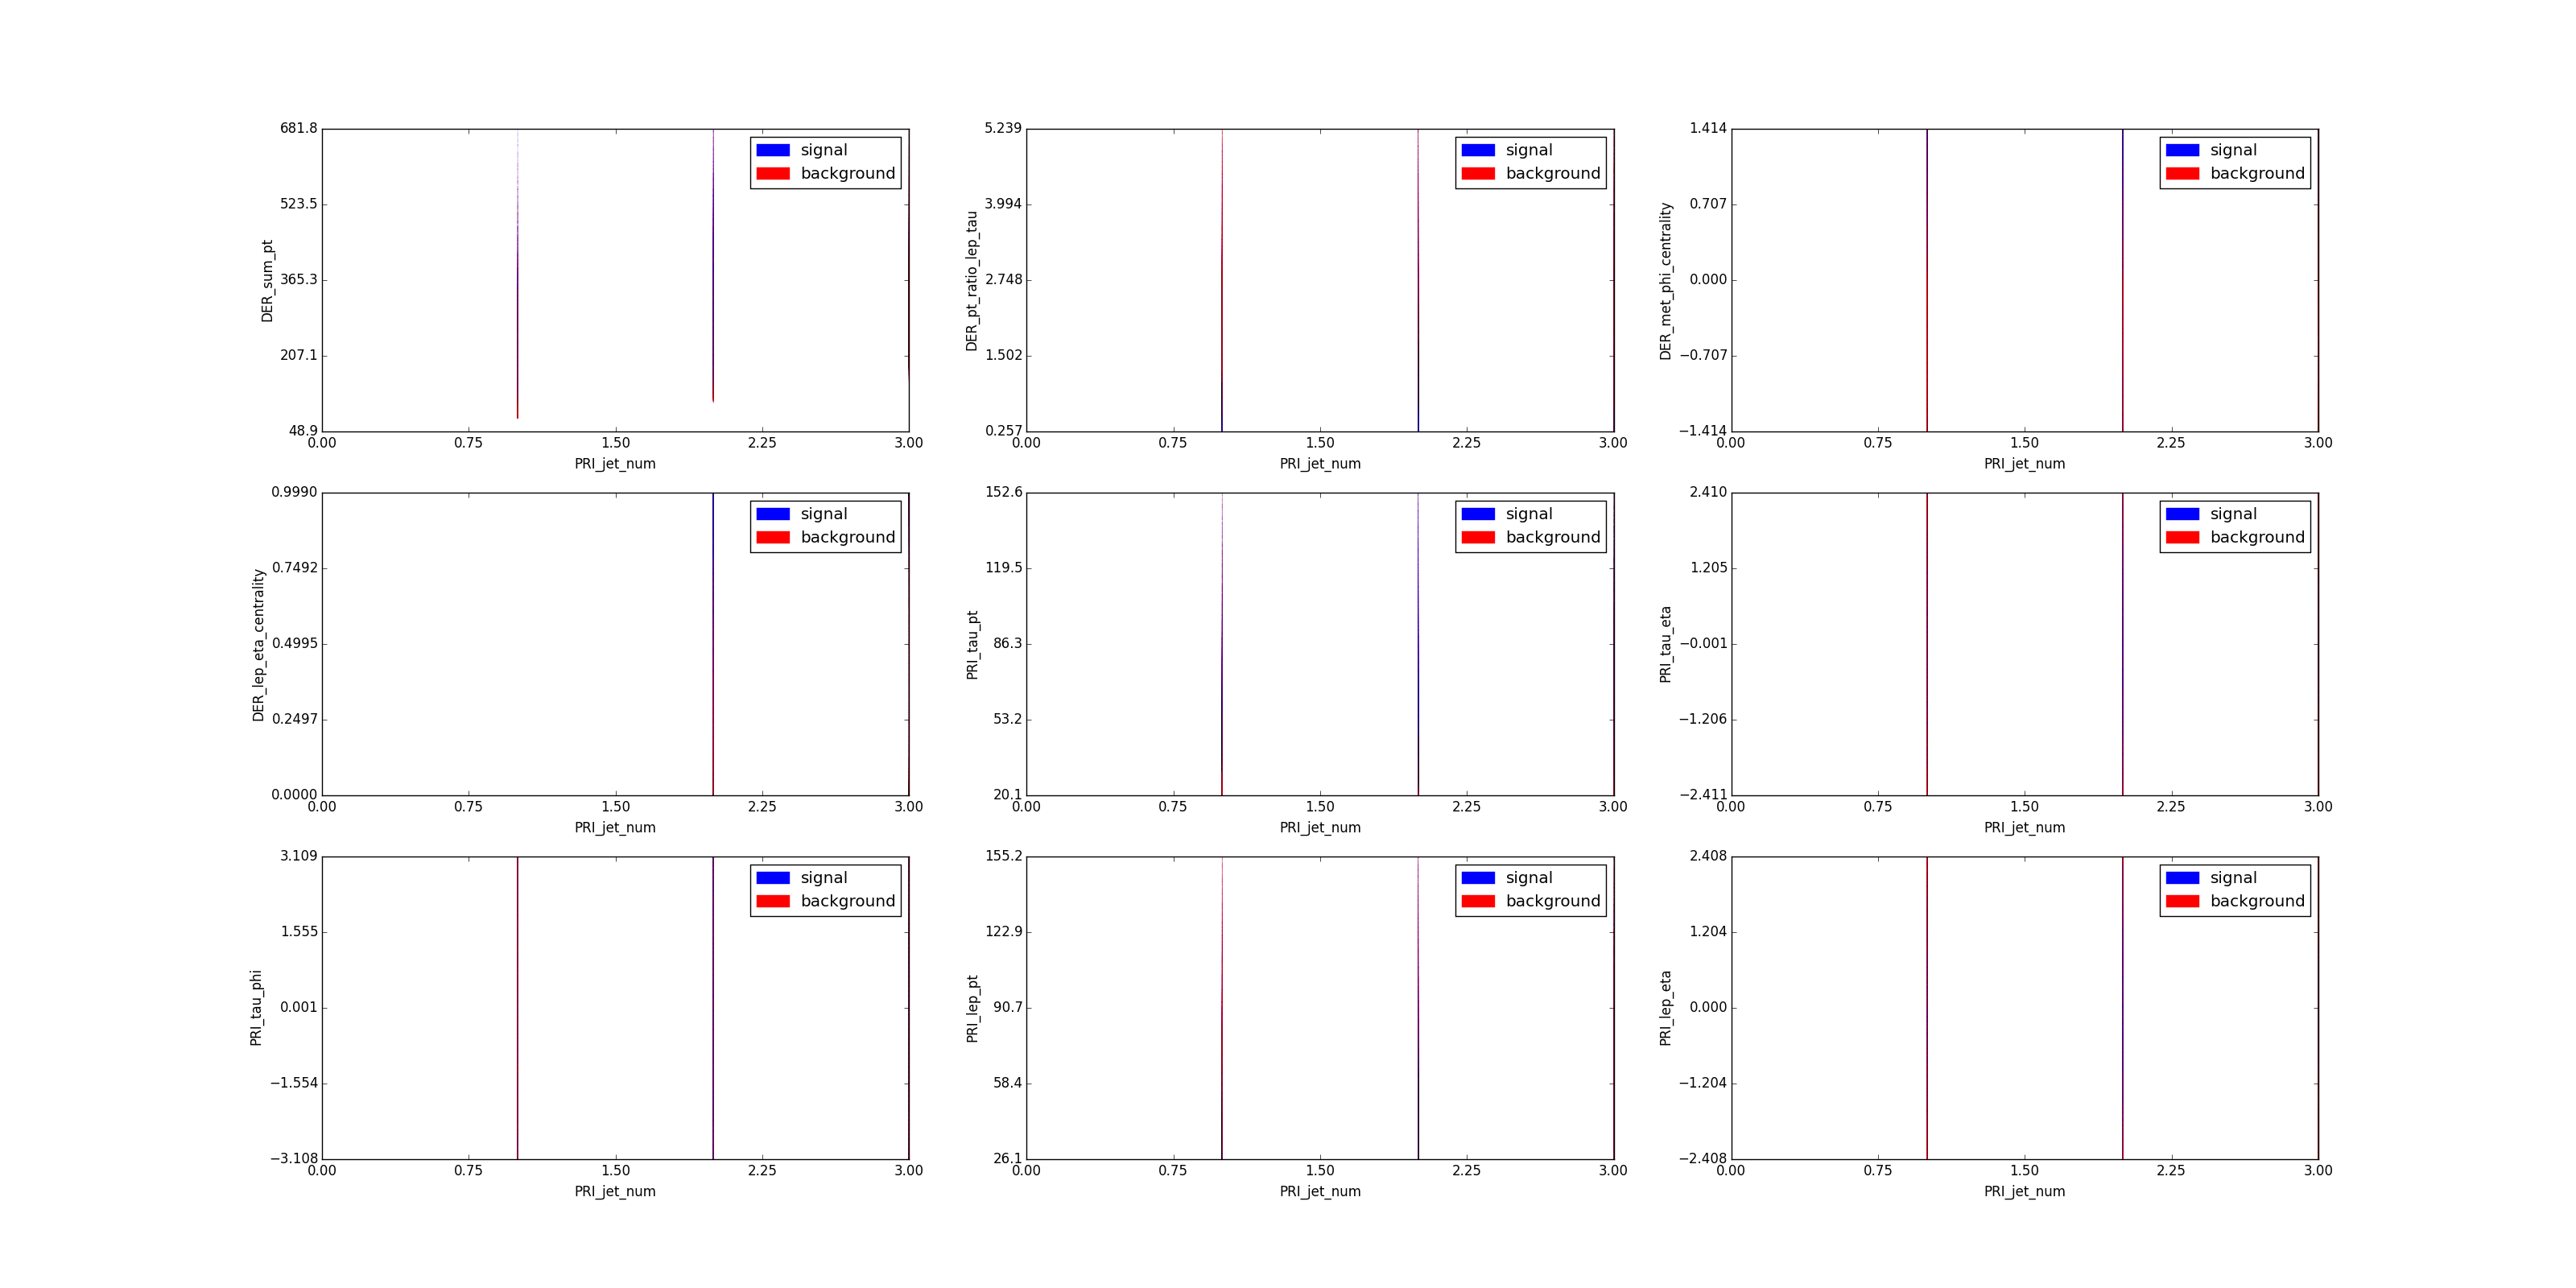 681.8
523.5
365.3
207.1
48.9
0.00 0.75 1.50 2.25 3.00
PRI_jet_num
DER_sum_pt
signal
background
5.239
3.994
2.748
1.502
0.257
0.00 0.75 1.50 2.25 3.00
PRI_jet_num
DER_pt_ratio_lep_tau
signal
background
1.414
0.707
0.000
−0.707
−1.414
0.00 0.75 1.50 2.25 3.00
PRI_jet_num
DER_met_phi_centrality
signal
background
0.9990
0.7492
0.4995
0.2497
0.0000
0.00 0.75 1.50 2.25 3.00
PRI_jet_num
DER_lep_eta_centrality
signal
background
152.6
119.5
86.3
53.2
20.1
0.00 0.75 1.50 2.25 3.00
PRI_jet_num
PRI_tau_pt
signal
background
2.410
1.205
−0.001
−1.206
−2.411
0.00 0.75 1.50 2.25 3.00
PRI_jet_num
PRI_tau_eta
signal
background
3.109
1.555
0.001
−1.554
−3.108
0.00 0.75 1.50 2.25 3.00
PRI_jet_num
PRI_tau_phi
signal
background
155.2
122.9
90.7
58.4
26.1
0.00 0.75 1.50 2.25 3.00
PRI_jet_num
PRI_lep_pt
signal
background
2.408
1.204
0.000
−1.204
−2.408
0.00 0.75 1.50 2.25 3.00
PRI_jet_num
PRI_lep_eta
signal
background